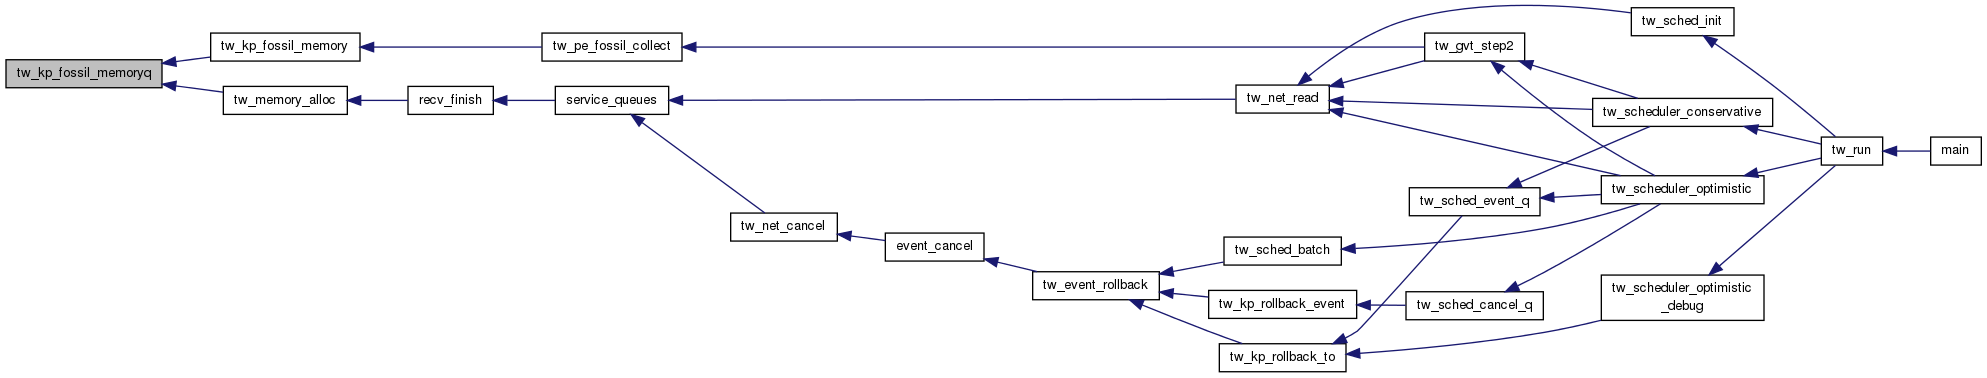 tw_kp_fossil_memoryq
tw_kp_fossil_memory
tw_memory_alloc
tw_pe_fossil_collect
recv_finish
service_queues
tw_net_cancel
event_cancel
tw_event_rollback
tw_net_read
tw_sched_batch
tw_kp_rollback_event
tw_kp_rollback_to
tw_gvt_step2
tw_sched_event_q
tw_sched_cancel_q
tw_sched_init
tw_scheduler_conservative
tw_scheduler_optimistic
tw_scheduler_optimistic
_debug
tw_run
main